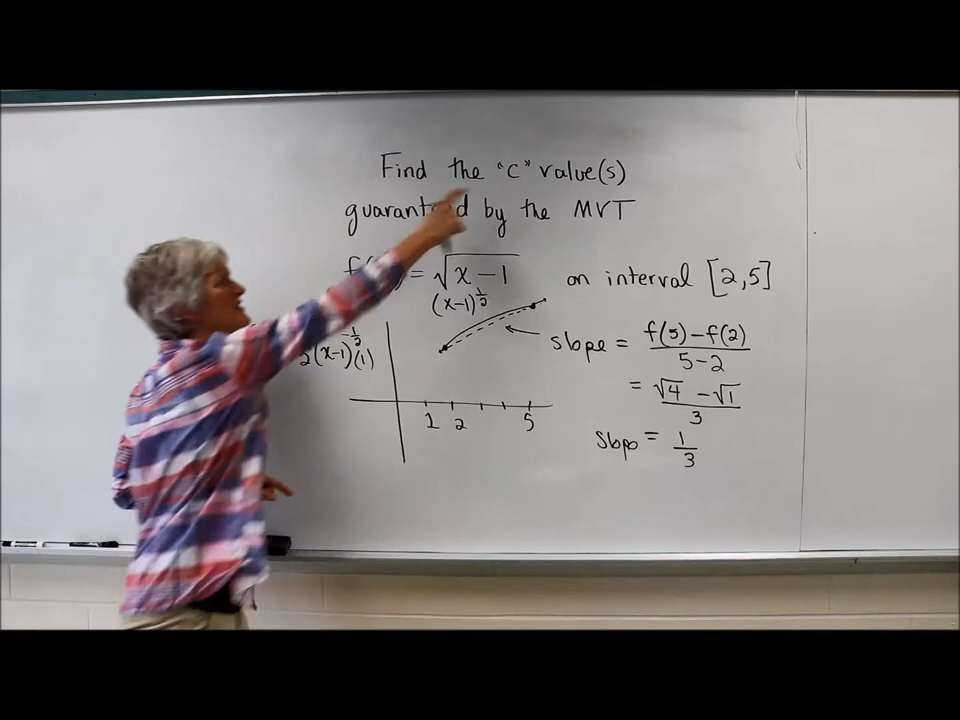 Find the "c" value(s)
by the MVT
= √x-1 on interval [2,5]
(x-1)^1/2
2(x-1)^-1/2(1)
slope = f(5)-f(2)/5-2
= √4 -√1/3
slope = 1/3
1 2 5